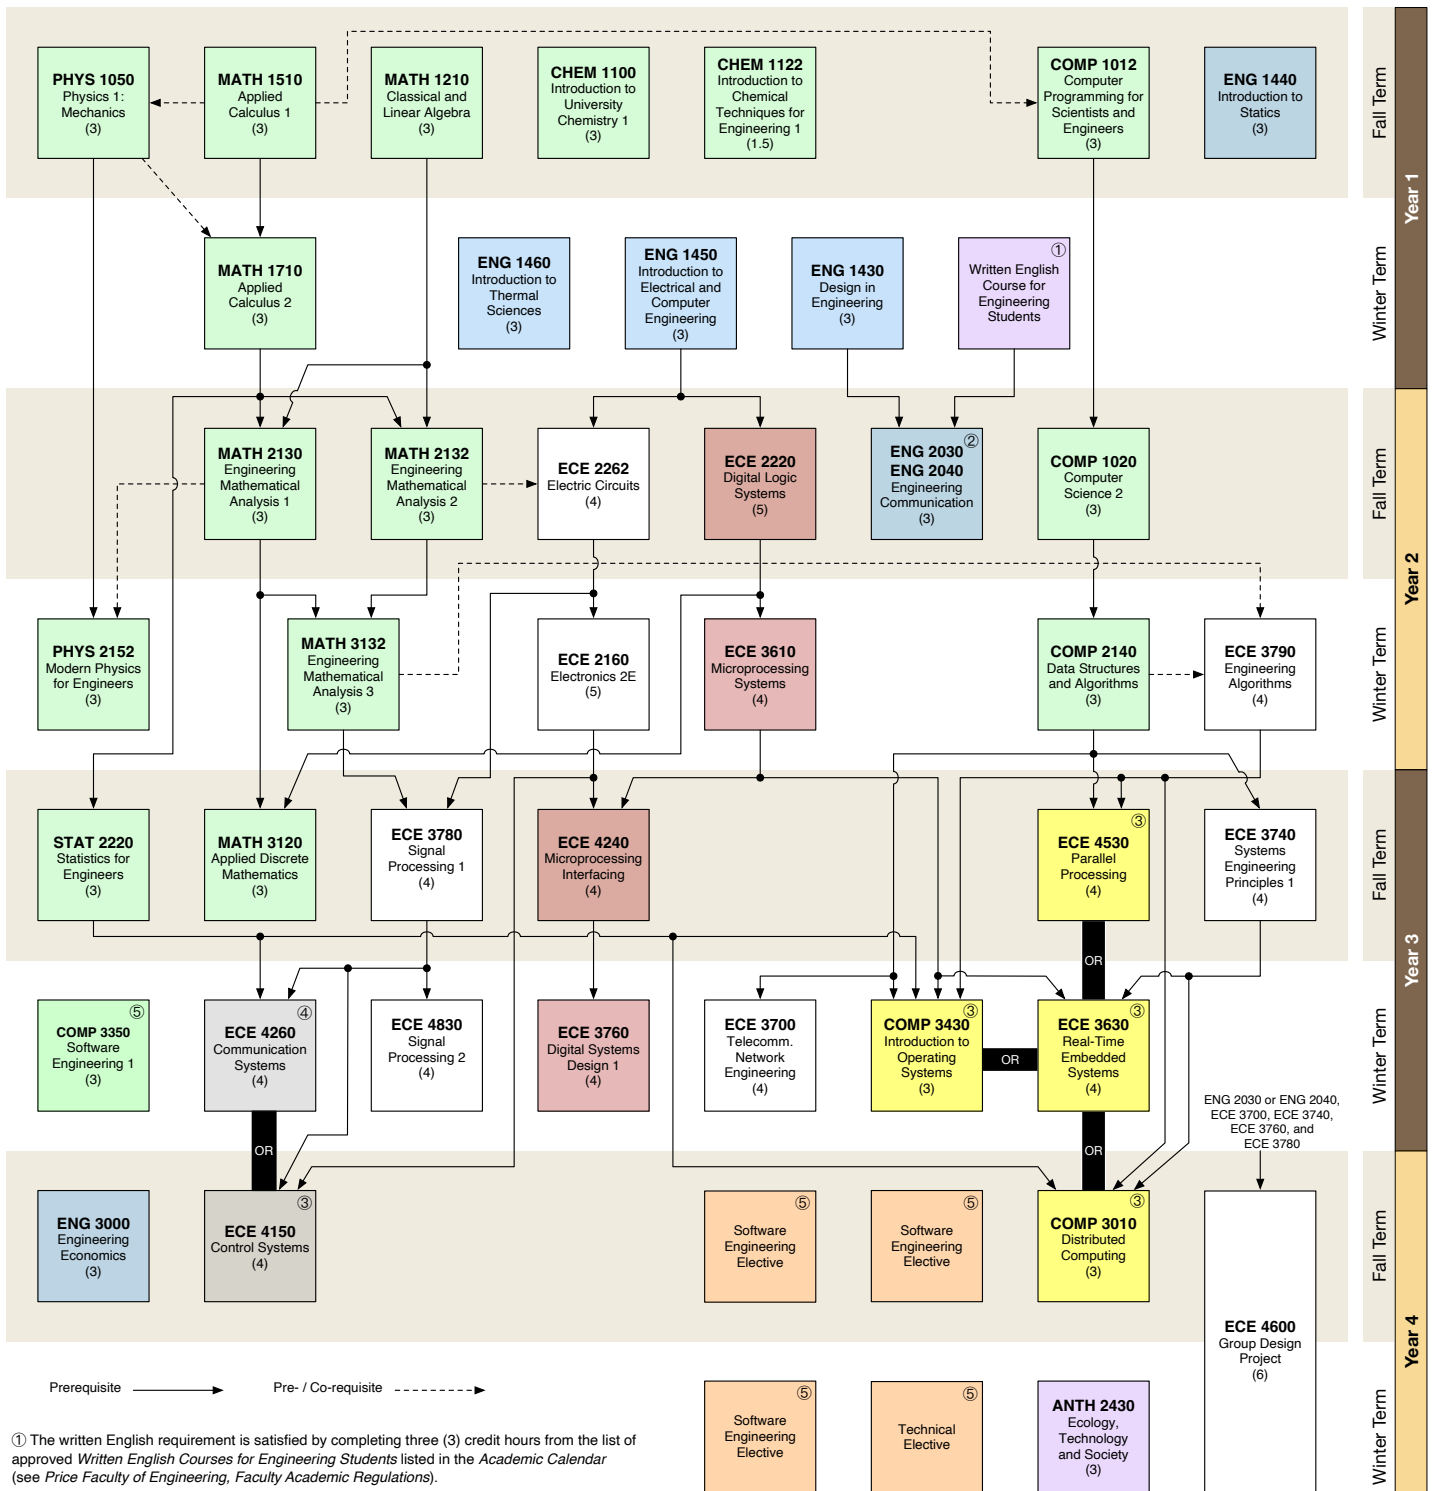 PHYS 1050
Physics 1:
Mechanics
(3)
MATH 1510
Applied
Calculus 1
(3)
MATH 1210
Classical and
Linear Algebra
(3)
CHEM 1100
Introduction to
University
Chemistry 1
(3)
CHEM 1122
Introduction to
Chemical
Techniques for
Engineering 1
(1.5)
COMP 1012
Computer
Programming for
Scientists and
Engineers
(3)
ENG 1440
Introduction to
Statics
(3)
Fall Term
Year 1
MATH 1710
Applied
Calculus 2
(3)
ENG 1460
Introduction to
Thermal
Sciences
(3)
ENG 1450
Introduction to
Electrical and
Computer
Engineering
(3)
ENG 1430
Design in
Engineering
(3)
①
Written English
Course for
Engineering
Students
Winter Term
MATH 2130
Engineering
Mathematical
Analysis 1
(3)
MATH 2132
Engineering
Mathematical
Analysis 2
(3)
ECE 2262
Electric Circuits
(4)
ECE 2220
Digital Logic
Systems
(5)
②
ENG 2030
ENG 2040
Engineering
Communication
(3)
COMP 1020
Computer
Science 2
(3)
Fall Term
Year 2
PHYS 2152
Modern Physics
for Engineers
(3)
MATH 3132
Engineering
Mathematical
Analysis 3
(3)
ECE 2160
Electronics 2E
(5)
ECE 3610
Microprocessing
Systems
(4)
COMP 2140
Data Structures
and Algorithms
(3)
ECE 3790
Engineering
Algorithms
(4)
Winter Term
STAT 2220
Statistics for
Engineers
(3)
MATH 3120
Applied Discrete
Mathematics
(3)
ECE 3780
Signal
Processing 1
(4)
ECE 4240
Microprocessing
Interfacing
(4)
③
ECE 4530
Parallel
Processing
(4)
ECE 3740
Systems
Engineering
Principles 1
(4)
Fall Term
Year 3
OR
⑤
COMP 3350
Software
Engineering 1
(3)
④
ECE 4260
Communication
Systems
(4)
ECE 4830
Signal
Processing 2
(4)
ECE 3760
Digital Systems
Design 1
(4)
ECE 3700
Telecomm.
Network
Engineering
(4)
③
COMP 3430
Introduction to
Operating
Systems
(3)
OR
③
ECE 3630
Real-Time
Embedded
Systems
(4)
Winter Term
ENG 2030 or ENG 2040,
ECE 3700, ECE 3740,
ECE 3760, and
ECE 3780
OR
OR
ENG 3000
Engineering
Economics
(3)
③
ECE 4150
Control Systems
(4)
⑤
Software
Engineering
Elective
⑤
Software
Engineering
Elective
③
COMP 3010
Distributed
Computing
(3)
ECE 4600
Group Design
Project
(6)
Fall Term
Year 4
Prerequisite
Pre- / Co-requisite
⑤
Software
Engineering
Elective
⑤
Technical
Elective
ANTH 2430
Ecology,
Technology
and Society
(3)
Winter Term
① The written English requirement is satisfied by completing three (3) credit hours from the list of
approved Written English Courses for Engineering Students listed in the Academic Calendar
(see Price Faculty of Engineering, Faculty Academic Regulations).